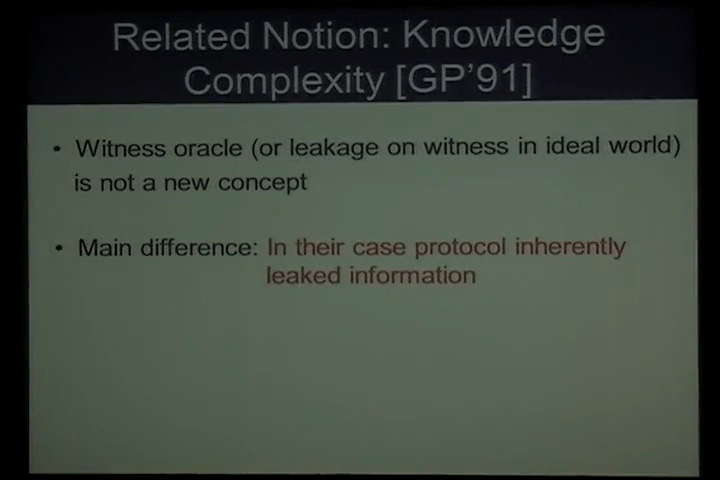 Related Notion: Knowledge
Complexity [GP'91]
• Witness oracle (or leakage on witness in ideal world)
is not a new concept
• Main difference: In their case protocol inherently
leaked information